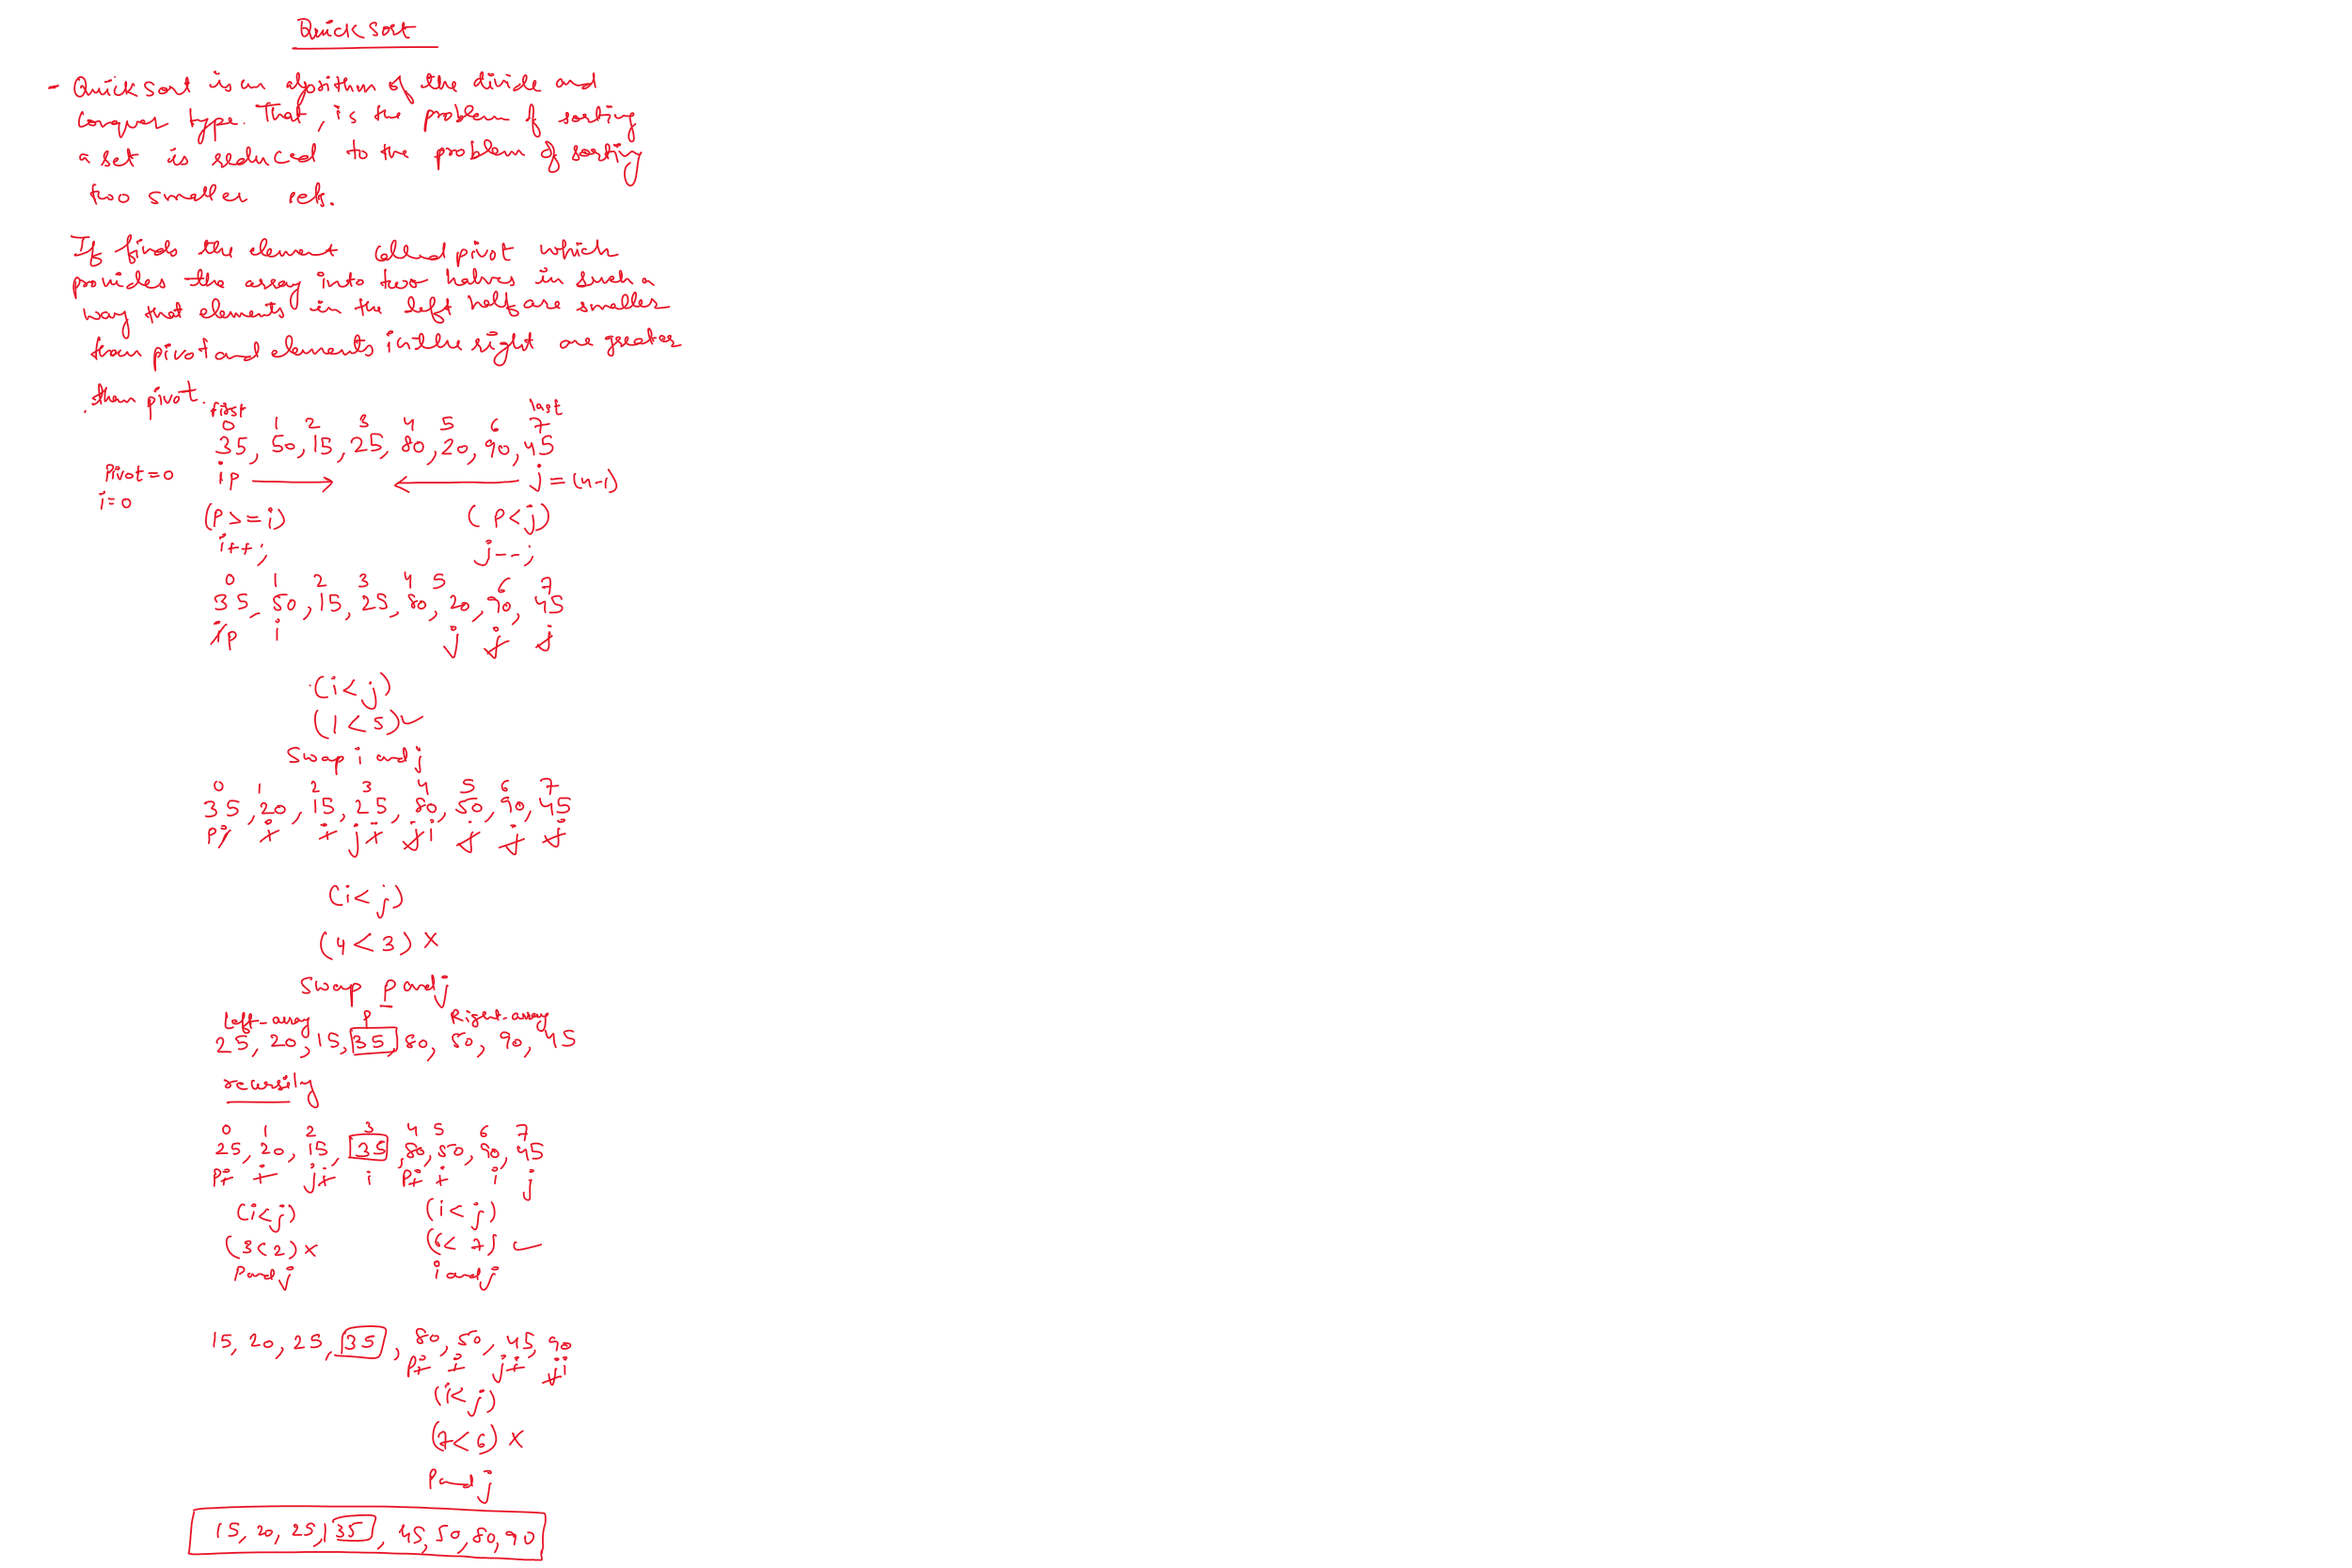 Quick Sort
- Quick Sort is an algorithm of the divide and
conquer type. That, is the problem of sorting
a set is reduced to the problem of sorting
two smaller sets.
It finds the element called pivot which
provides the array into two halves in such a
way that elements in the left half are smaller
than pivot and elements in the right are greater
than pivot.
first last
0 1 2 3 4 5 6 7
35, 50, 15, 25, 80, 20, 90, 45
Pivot = 0 i P j = (n-1)
i = 0
(P >= i) (P < j)
i++; j--;
0 1 2 3 4 5 6 7
35, 50, 15, 25, 80, 20, 90, 45
i P i j j j
(i < j)
(1 < 5) ✓
Swap i and j
0 1 2 3 4 5 6 7
35, 20, 15, 25, 80, 50, 90, 45
P i i i j i j i j j j
(i < j)
(4 < 3) ×
Swap P and j
Left-array P Right-array
25, 20, 15, 35, 80, 50, 90, 45
recursily
0 1 2 3 4 5 6 7
25, 20, 15, 35, 80, 50, 90, 45
P i i j i i P i i i j
(i < j) (i < j)
(3 < 2) × (6 < 7) ✓
P and j i and j
15, 20, 25, 35, 80, 50, 45, 90
P i i j i j i
(i < j)
(7 < 6) ×
P and j
15, 20, 25, 35, 45, 50, 80, 90